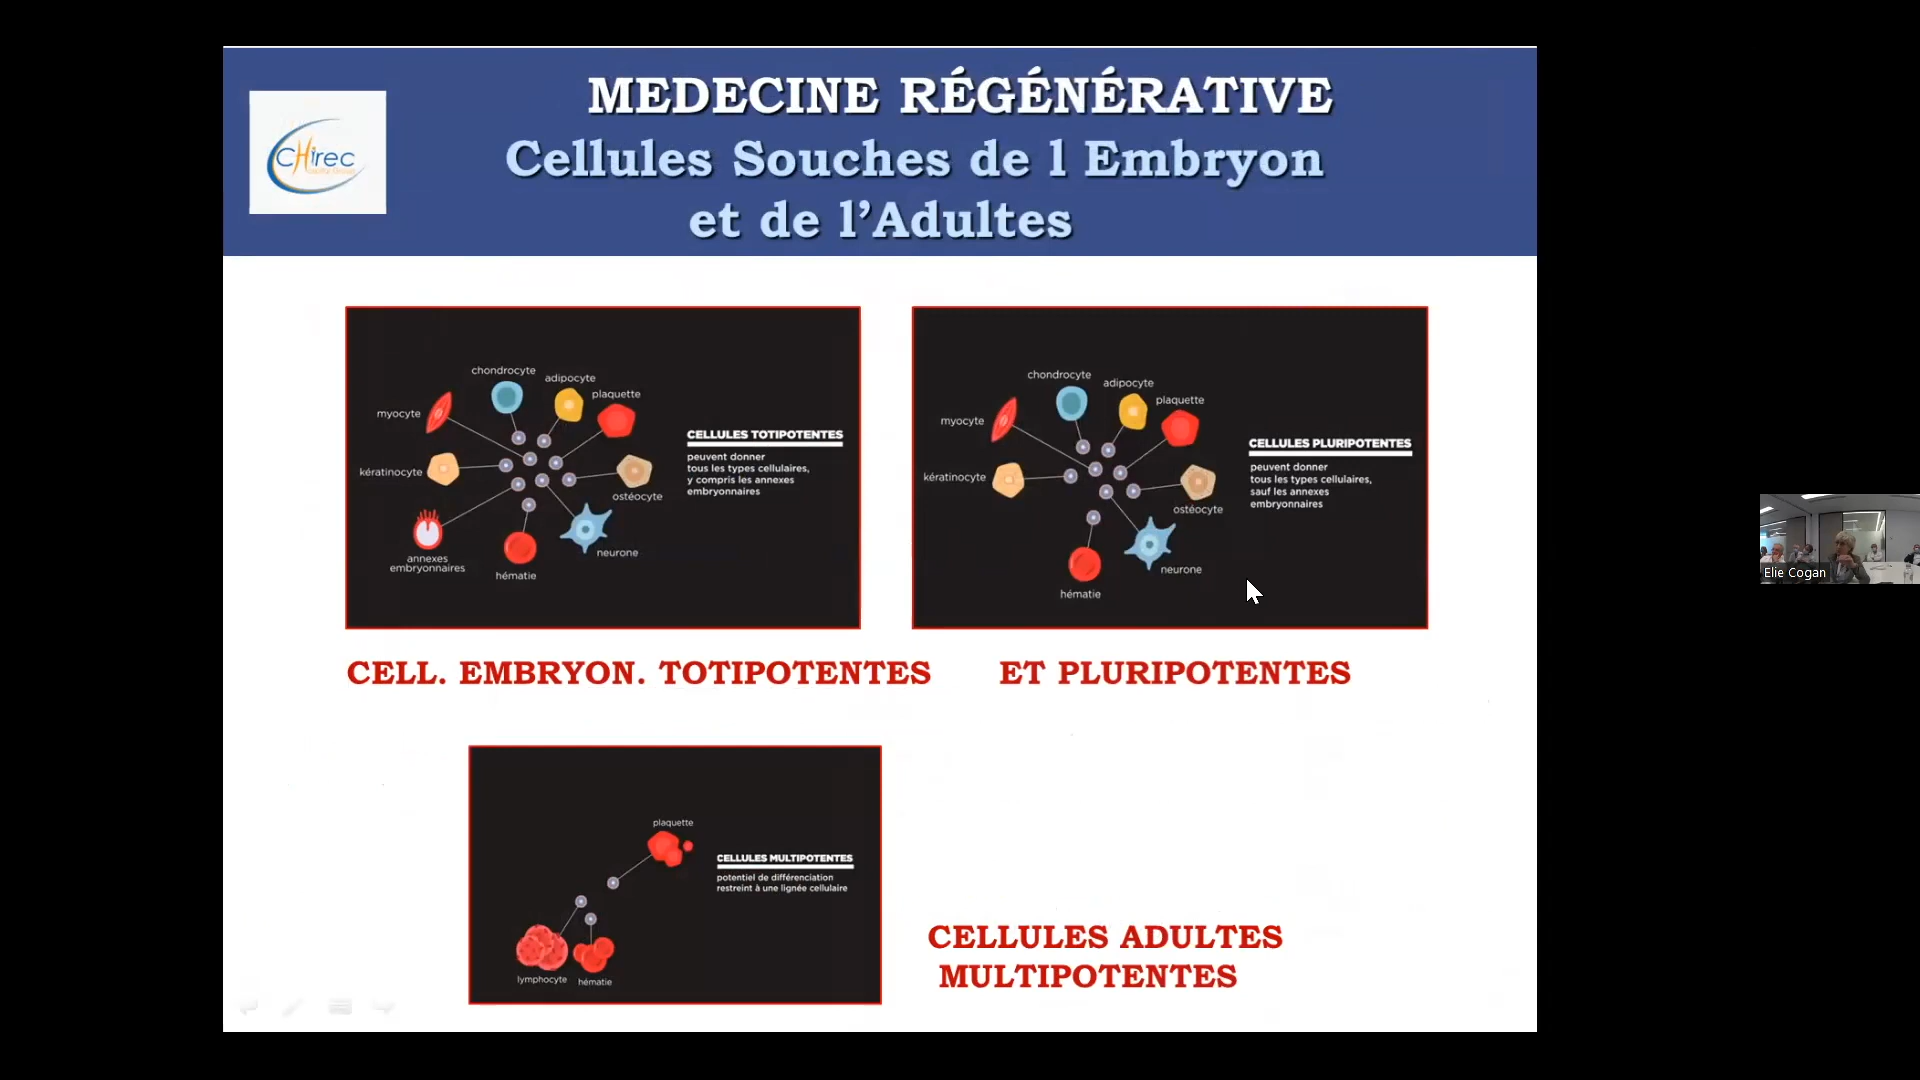 MEDECINE RÉGÉNÉRATIVE
Cellules Souches de l Embryon
et de l’Adultes
CHirec
chondrocyte
adipocyte
plaquette
myocyte
kératinocyte
ostéocyte
annexes
embryonnaires
hématie
neurone
CELLULES TOTIPOTENTES
peuvent donner
tous les types cellulaires,
y compris les annexes
embryonnaires
chondrocyte
adipocyte
plaquette
myocyte
kératinocyte
ostéocyte
neurone
hématie
CELLULES PLURIPOTENTES
peuvent donner
tous les types cellulaires,
sauf les annexes
embryonnaires
CELL. EMBRYON. TOTIPOTENTES
ET PLURIPOTENTES
plaquette
lymphocyte
hématie
CELLULES MULTIPOTENTES
potentiel de différenciation
restreint à une lignée cellulaire
CELLULES ADULTES
MULTIPOTENTES
Elie Cogan